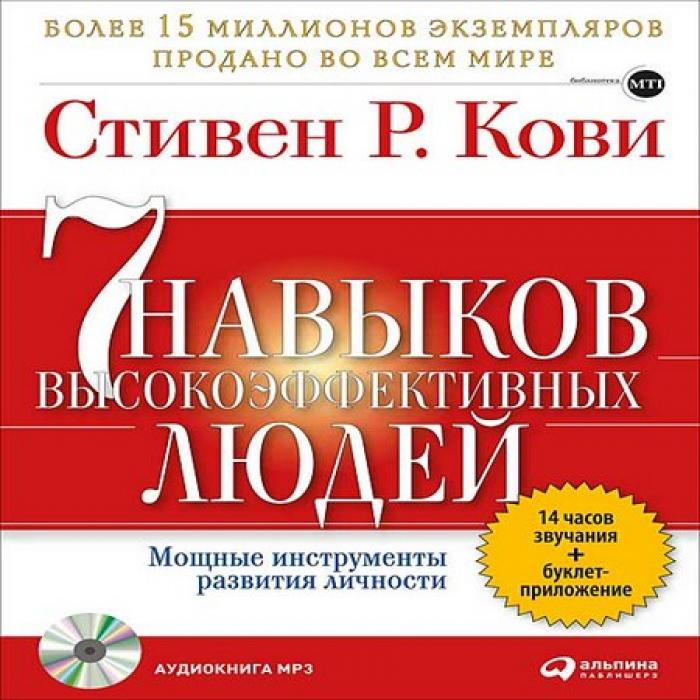 БОЛЕЕ 15 МИЛЛИОНОВ ЭКЗЕМПЛЯРОВ
ПРОДАНО ВО ВСЕМ МИРЕ
библиотека MTI
Стивен Р. Кови
7 НАВЫКОВ
ВЫСОКОЭФФЕКТИВНЫХ
ЛЮДЕЙ
Мощные инструменты
развития личности
14 часов
звучания
+
буклет-
приложение
АУДИОКНИГА MP3
альпина
ПАБЛИШЕРЗ